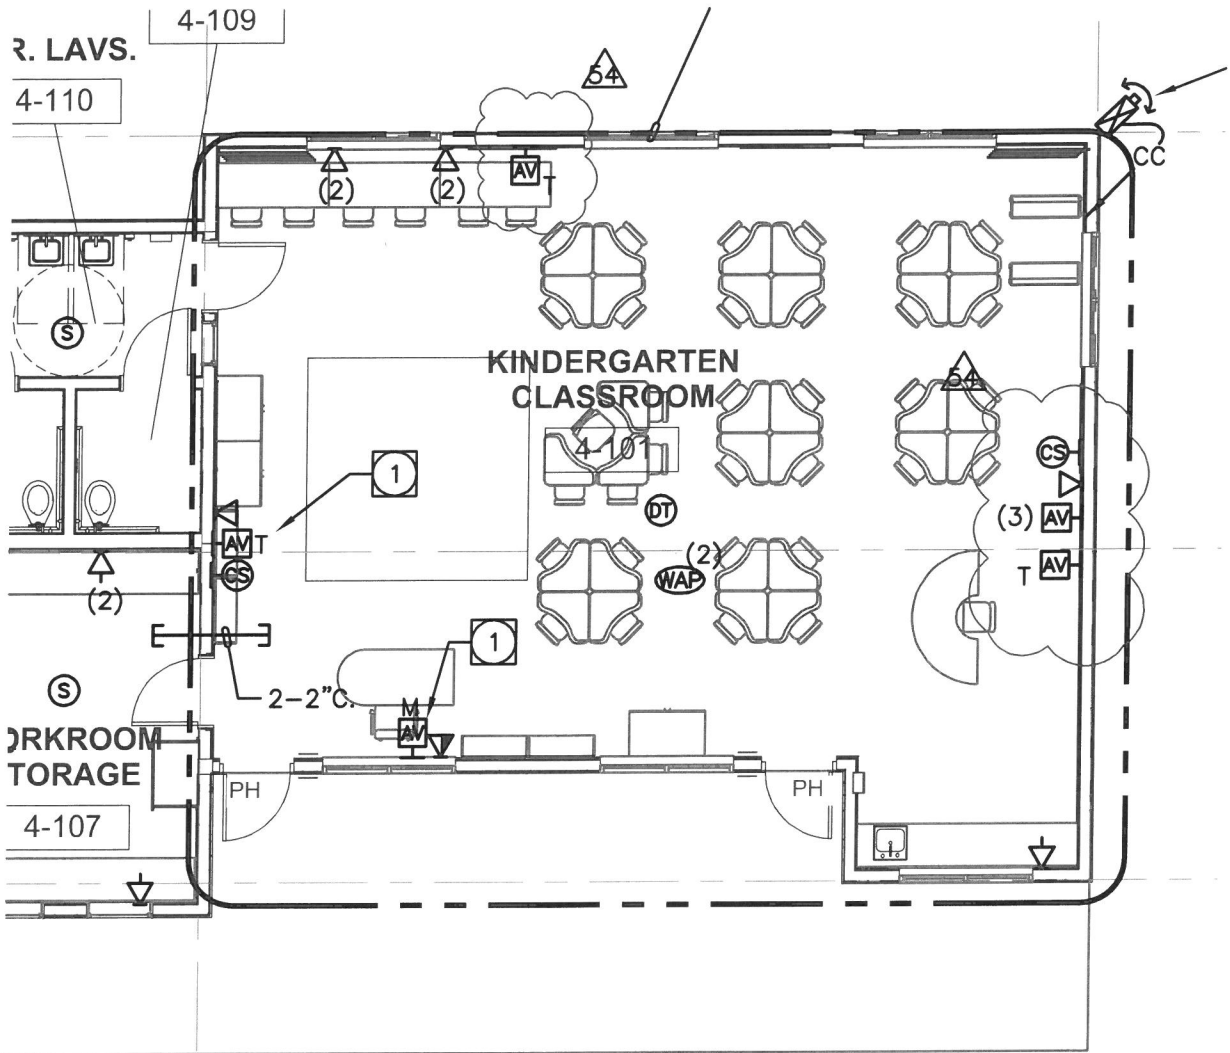 4-109
R. LAVS.
54
4-110
CC
AV
T
(2)
(2)
S
KINDERGARTEN
CLASSROOM
54
4-101
CS
1
DT
(3)
AV
AV
T
(2)
AV
T
CS
WAP
(2)
1
S
2-2"C.
M
AV
ORKROOM
TORAGE
PH
PH
4-107